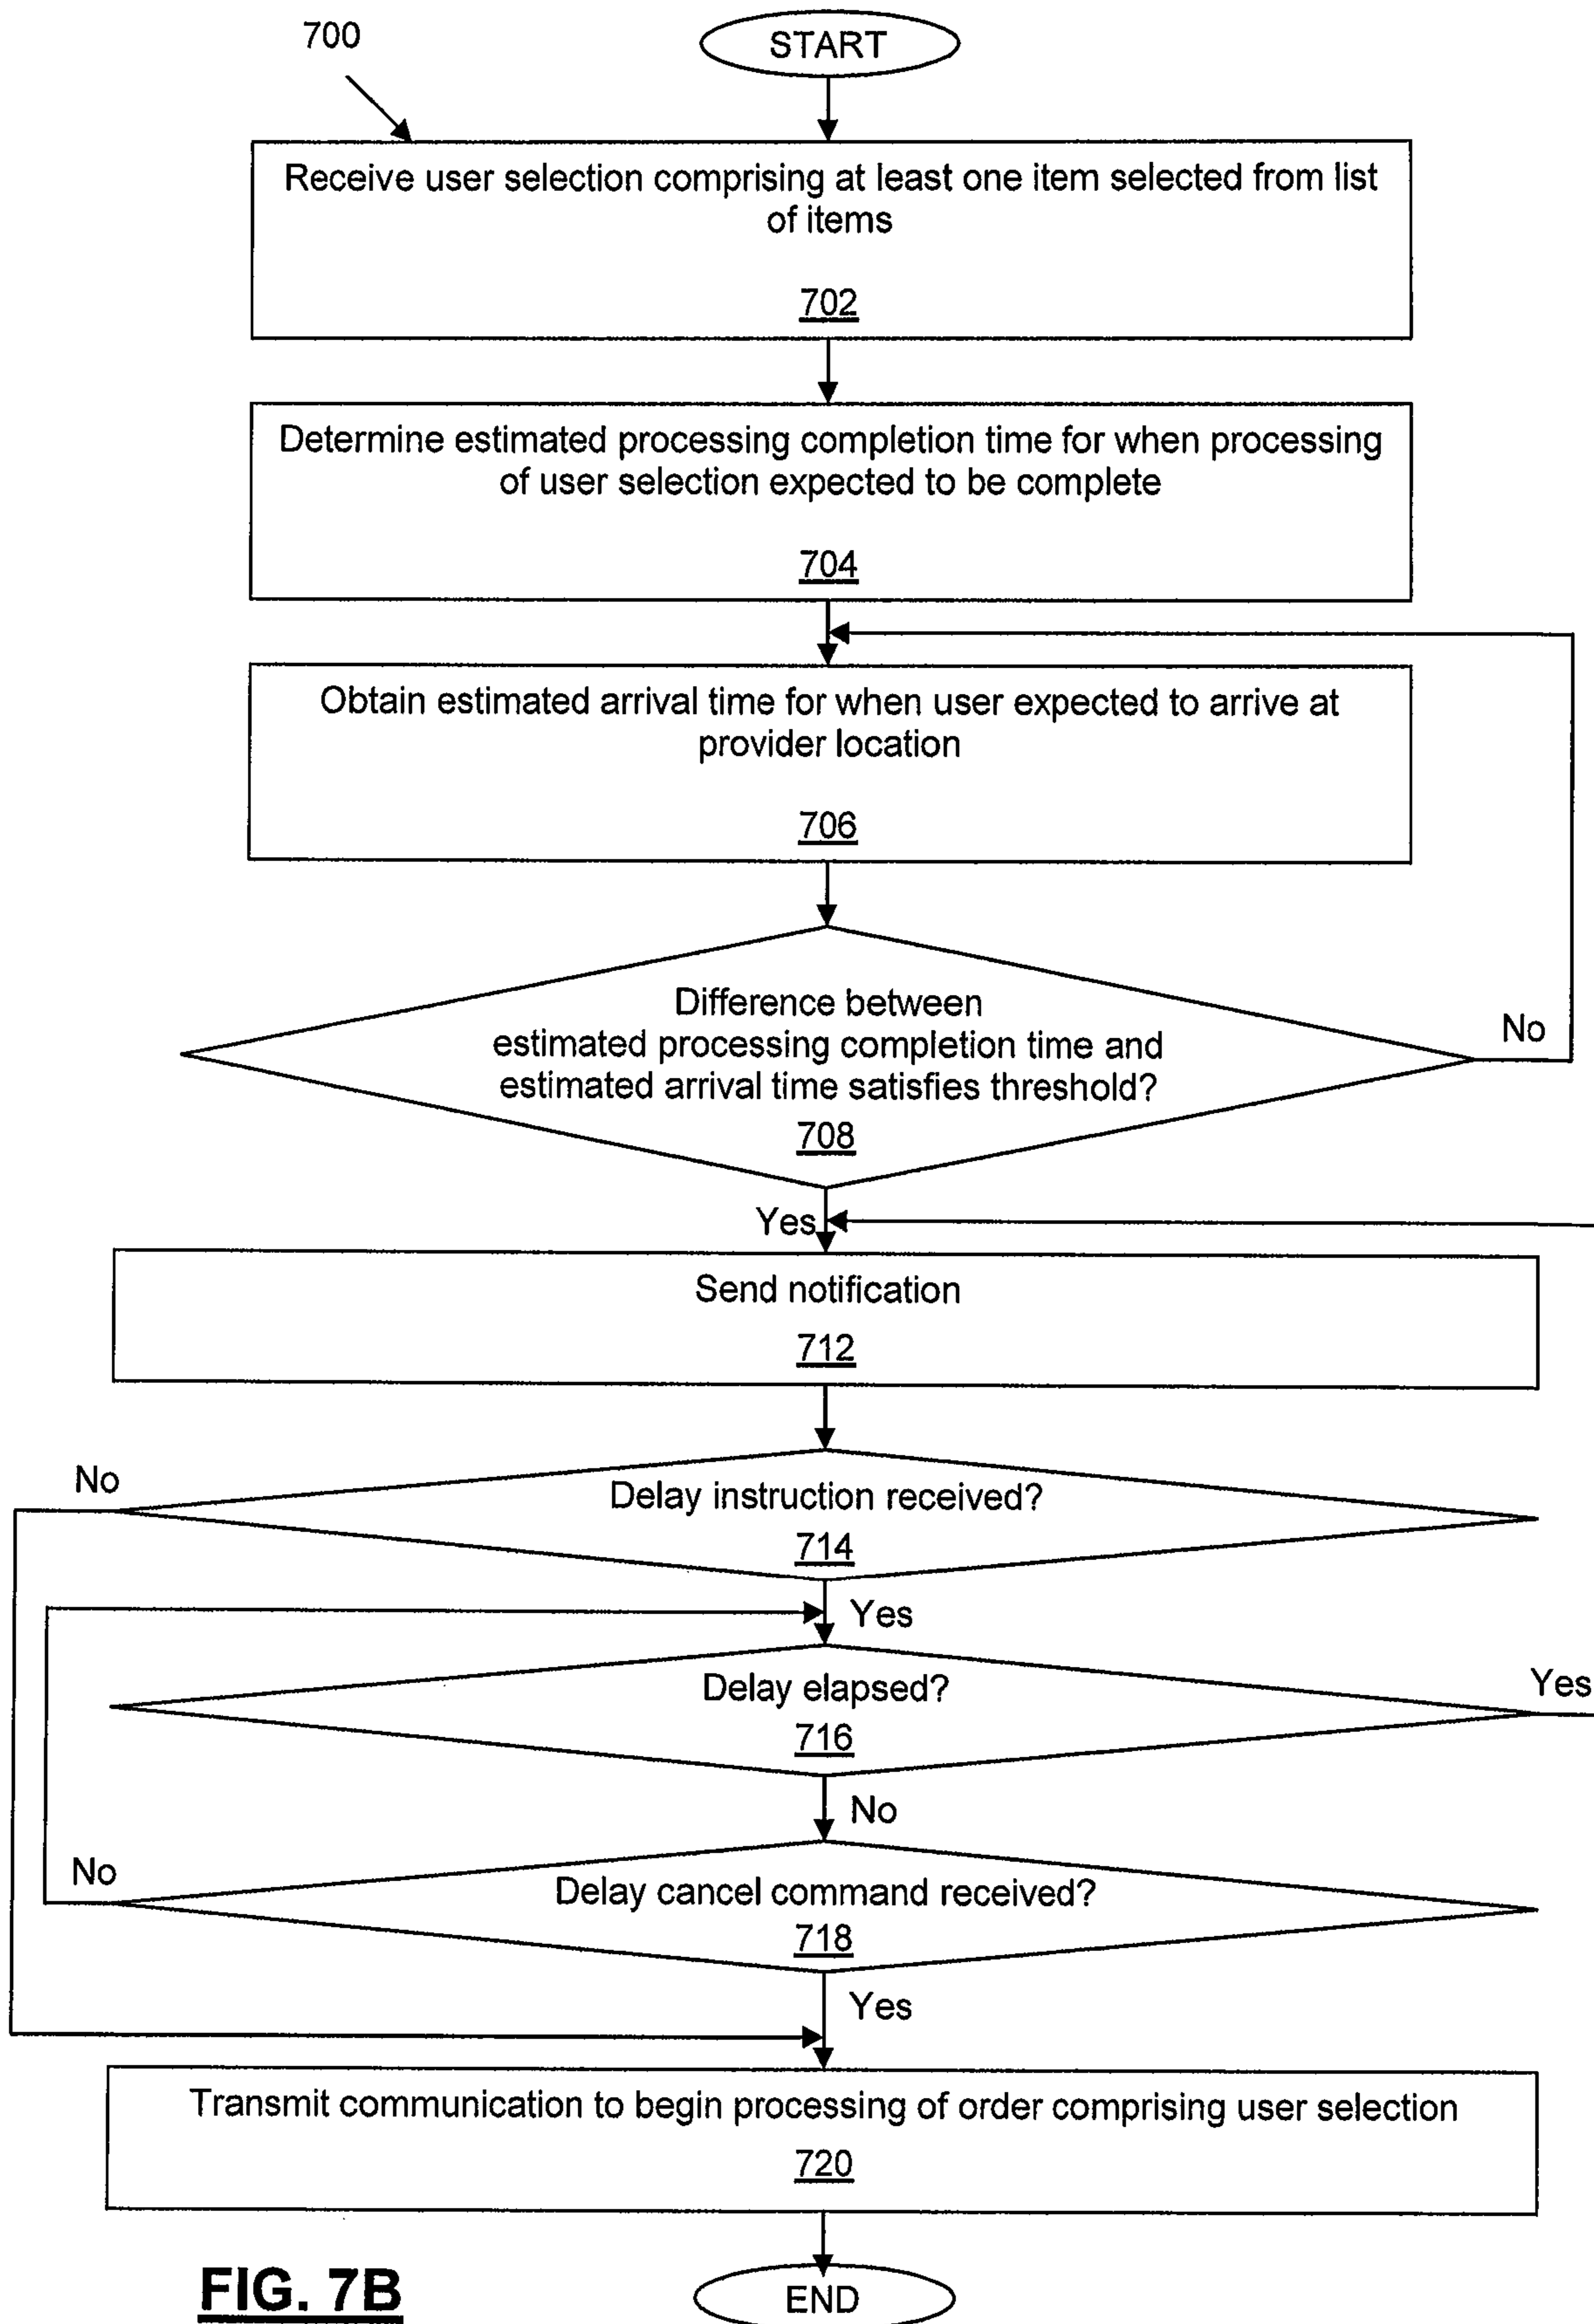 700
START
Receive user selection comprising at least one item selected from list
of items
702
Determine estimated processing completion time for when processing
of user selection expected to be complete
704
Obtain estimated arrival time for when user expected to arrive at
provider location
706
Difference between
estimated processing completion time and
estimated arrival time satisfies threshold?
708
No
Yes
Send notification
712
No
Delay instruction received?
714
Yes
Delay elapsed?
716
Yes
No
No
Delay cancel command received?
718
Yes
Transmit communication to begin processing of order comprising user selection
720
FIG. 7B
END